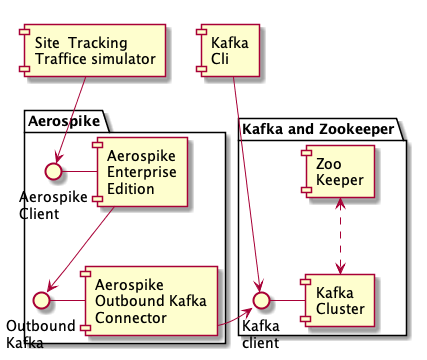 Site  Tracking
Traffice simulator
Kafka
Cli
Aerospike
Kafka and Zookeeper
Aerospike
Enterprise
Edition
Zoo
Keeper
Aerospike
Client
Aerospike
Outbound Kafka
Connector
Kafka
Cluster
Outbound
Kafka
Kafka
client